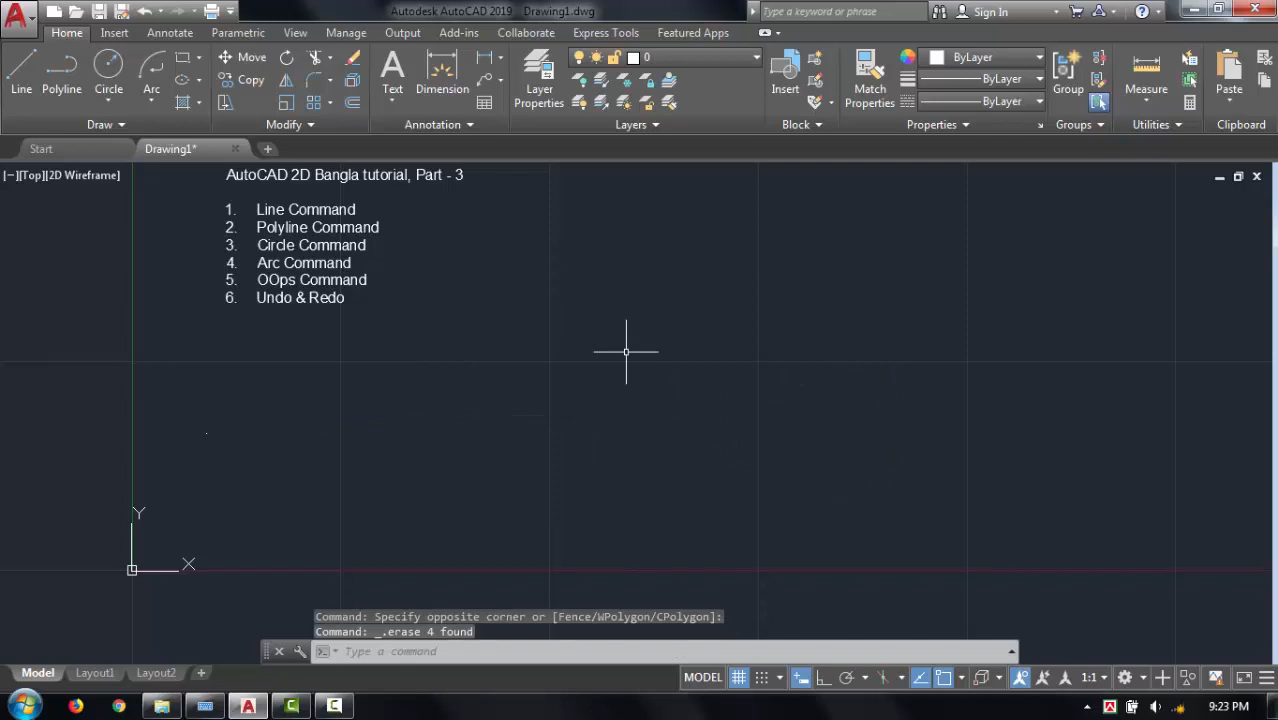 Autodesk AutoCAD 2019 Drawing1.dwg
Type a keyword or phrase
Sign In
Home Insert Annotate Parametric View Manage Output Add-ins Collaborate Express Tools Featured Apps
Line Polyline Circle Arc
Move
Copy
Text Dimension
Layer Properties
0
Insert
Match Properties
ByLayer
ByLayer
ByLayer
Group Measure Paste
Draw Modify Annotation Layers Block Properties Groups Utilities Clipboard
Start Drawing1*
[−][Top][2D Wireframe]
AutoCAD 2D Bangla tutorial, Part - 3
1. Line Command
2. Polyline Command
3. Circle Command
4. Arc Command
5. OOps Command
6. Undo & Redo
Y
X
Command: Specify opposite corner or [Fence/WPolygon/CPolygon]:
Command: _.erase 4 found
Type a command
Model Layout1 Layout2
MODEL 1:1
9:23 PM